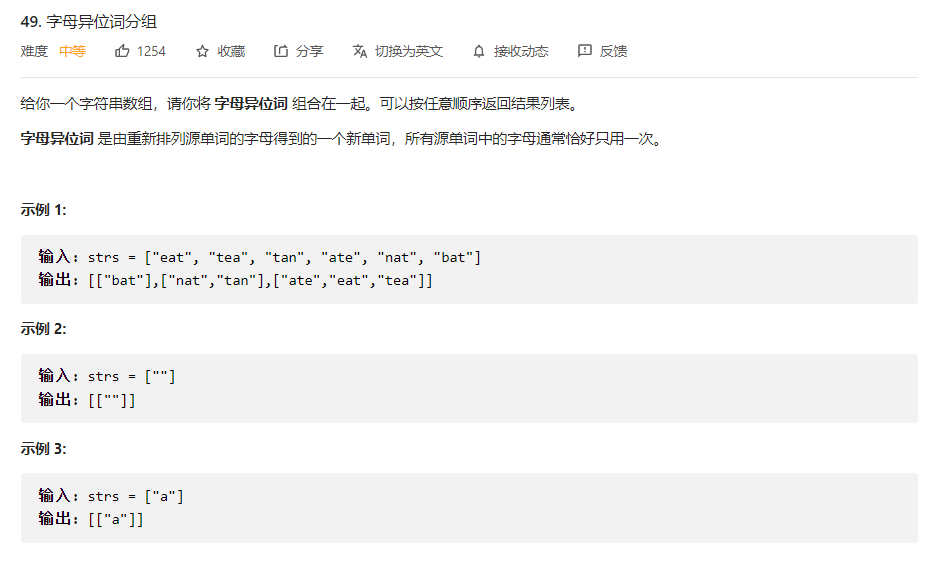 49. 字母异位词分组
难度 中等 1254 收藏 分享 切换为英文 接收动态 反馈
给你一个字符串数组，请你将 字母异位词 组合在一起。可以按任意顺序返回结果列表。
字母异位词 是由重新排列源单词的字母得到的一个新单词，所有源单词中的字母通常恰好只用一次。
示例 1:
输入: strs = ["eat", "tea", "tan", "ate", "nat", "bat"]
输出: [["bat"],["nat","tan"],["ate","eat","tea"]]
示例 2:
输入: strs = [""]
输出: [[""]]
示例 3:
输入: strs = ["a"]
输出: [["a"]]